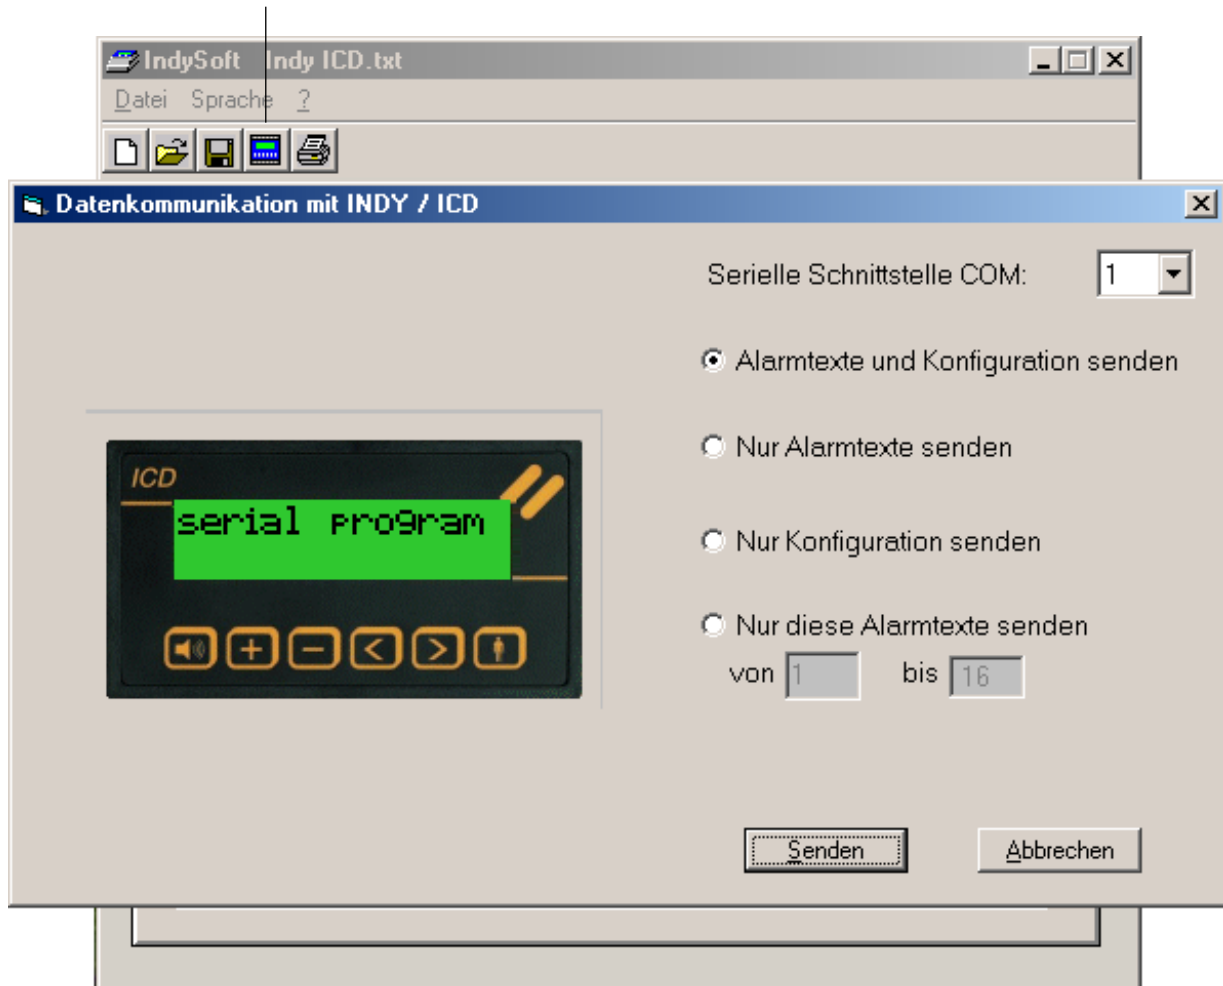 IndySoft Indy ICD.txt
Datei Sprache ?
Datenkommunikation mit INDY / ICD
Serielle Schnittstelle COM: 1
Alarmtexte und Konfiguration senden
Nur Alarmtexte senden
ICD
serial program
Nur Konfiguration senden
Nur diese Alarmtexte senden
von 1 bis 16
Senden Abbrechen